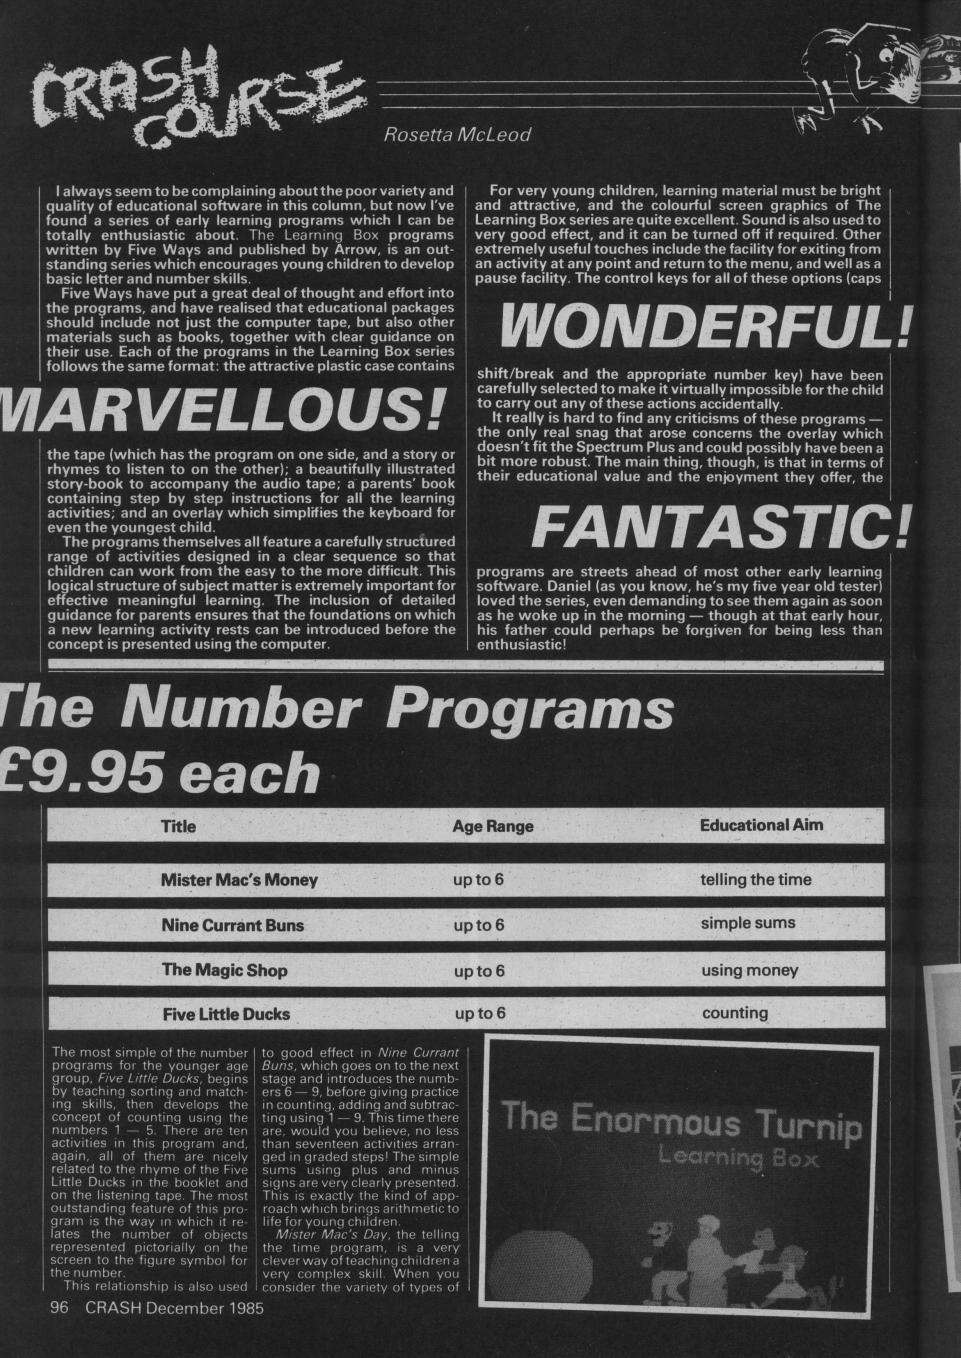 CRASH
COURSE
Rosetta McLeod
I always seem to be complaining about the poor variety and
quality of educational software in this column, but now I've
found a series of early learning programs which I can be
totally enthusiastic about. The Learning Box programs
written by Five Ways and published by Arrow, is an out-
standing series which encourages young children to develop
basic letter and number skills.
Five Ways have put a great deal of thought and effort into
the programs, and have realised that educational packages
should include not just the computer tape, but also other
materials such as books, together with clear guidance on
their use. Each of the programs in the Learning Box series
follows the same format: the attractive plastic case contains
MARVELLOUS!
the tape (which has the program on one side, and a story or
rhymes to listen to on the other); a beautifully illustrated
story-book to accompany the audio tape; a parents' book
containing step by step instructions for all the learning
activities; and an overlay which simplifies the keyboard for
even the youngest child.
The programs themselves all feature a carefully structured
range of activities designed in a clear sequence so that
children can work from the easy to the more difficult. This
logical structure of subject matter is extremely important for
effective meaningful learning. The inclusion of detailed
guidance for parents ensures that the foundations on which
a new learning activity rests can be introduced before the
concept is presented using the computer.
For very young children, learning material must be bright
and attractive, and the colourful screen graphics of The
Learning Box series are quite excellent. Sound is also used to
very good effect, and it can be turned off if required. Other
extremely useful touches include the facility for exiting from
an activity at any point and return to the menu, and well as a
pause facility. The control keys for all of these options (caps
WONDERFUL!
shift/break and the appropriate number key) have been
carefully selected to make it virtually impossible for the child
to carry out any of these actions accidentally.
It really is hard to find any criticisms of these programs —
the only real snag that arose concerns the overlay which
doesn't fit the Spectrum Plus and could possibly have been a
bit more robust. The main thing, though, is that in terms of
their educational value and the enjoyment they offer, the
FANTASTIC!
programs are streets ahead of most other early learning
software. Daniel (as you know, he's my five year old tester)
loved the series, even demanding to see them again as soon
as he woke up in the morning — though at that early hour,
his father could perhaps be forgiven for being less than
enthusiastic!
The Number Programs
£9.95 each
Title Age Range Educational Aim
Mister Mac's Money up to 6 telling the time
Nine Currant Buns up to 6 simple sums
The Magic Shop up to 6 using money
Five Little Ducks up to 6 counting
The most simple of the number
programs for the younger age
group, Five Little Ducks, begins
by teaching sorting and match-
ing skills, then develops the
concept of counting using the
numbers 1 — 5. There are ten
activities in this program and,
again, all of them are nicely
related to the rhyme of the Five
Little Ducks in the booklet and
on the listening tape. The most
outstanding feature of this pro-
gram is the way in which it re-
lates the number of objects
represented pictorially on the
screen to the figure symbol for
the number.
This relationship is also used
to good effect in Nine Currant
Buns, which goes on to the next
stage and introduces the numb-
ers 6 — 9, before giving practice
in counting, adding and subtrac-
ting using 1 — 9. This time there
are, would you believe, no less
than seventeen activities arran-
ged in graded steps! The simple
sums using plus and minus
signs are very clearly presented.
This is exactly the kind of app-
roach which brings arithmetic to
life for young children.
Mister Mac's Day, the telling
the time program, is a very
clever way of teaching children a
very complex skill. When you
consider the variety of types of
The Enormous Turnip
Learning Box
96 CRASH December 1985